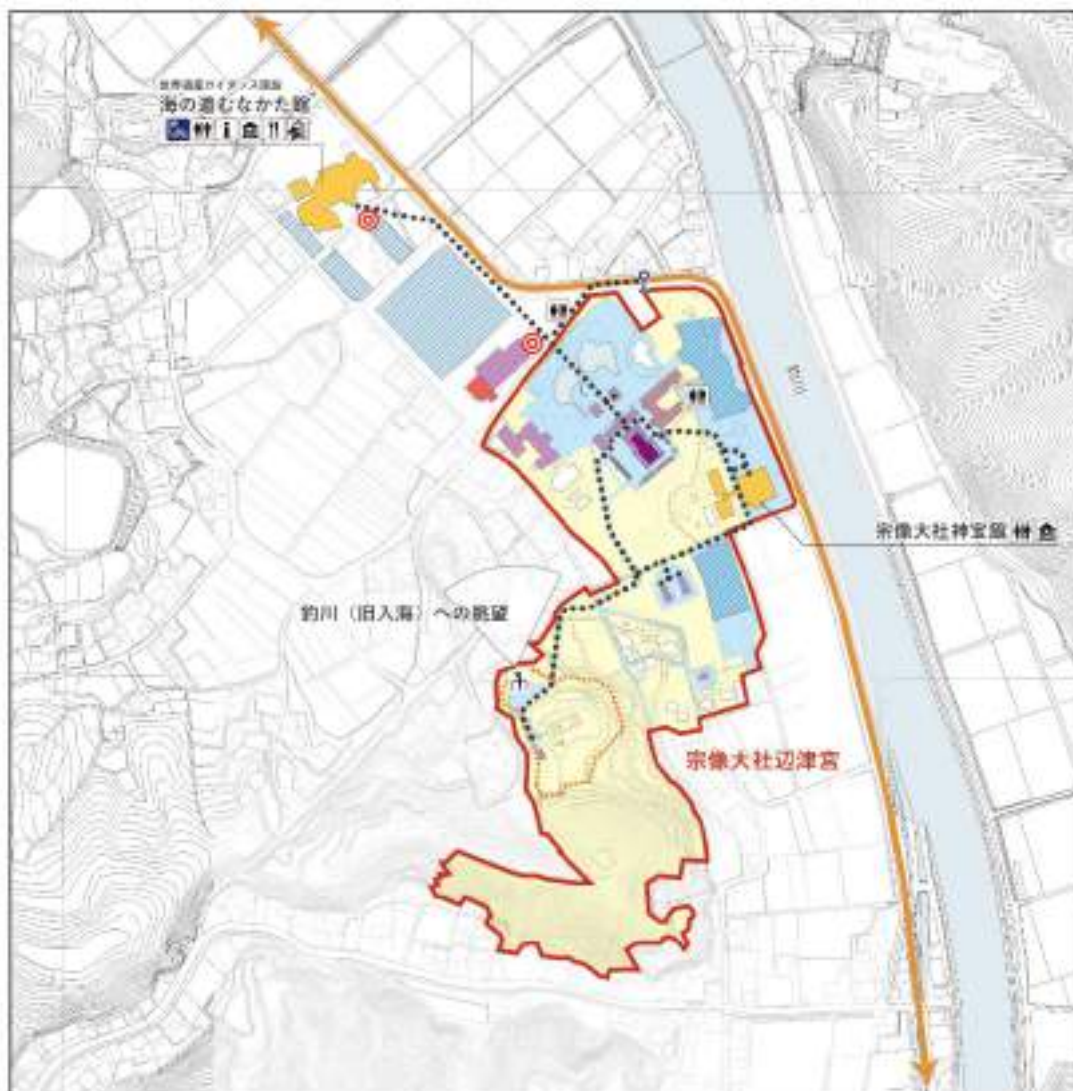 世界遺産ガイダンス施設
海の道むなかた館
釣川
宗像大社神宝館
釣川（旧入海）への眺望
宗像大社辺津宮